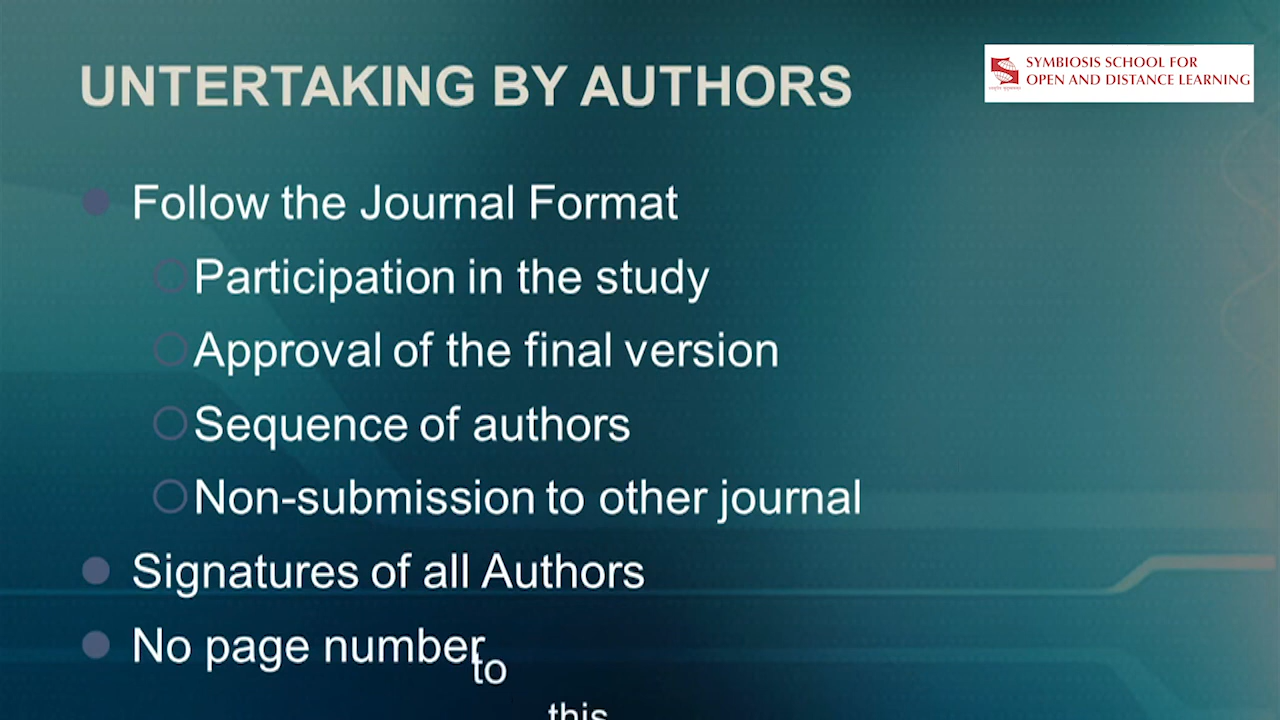 UNTERTAKING BY AUTHORS
SYMBIOSIS SCHOOL FOR
OPEN AND DISTANCE LEARNING
Follow the Journal Format
Participation in the study
Approval of the final version
Sequence of authors
Non-submission to other journal
Signatures of all Authors
No page number
to
this